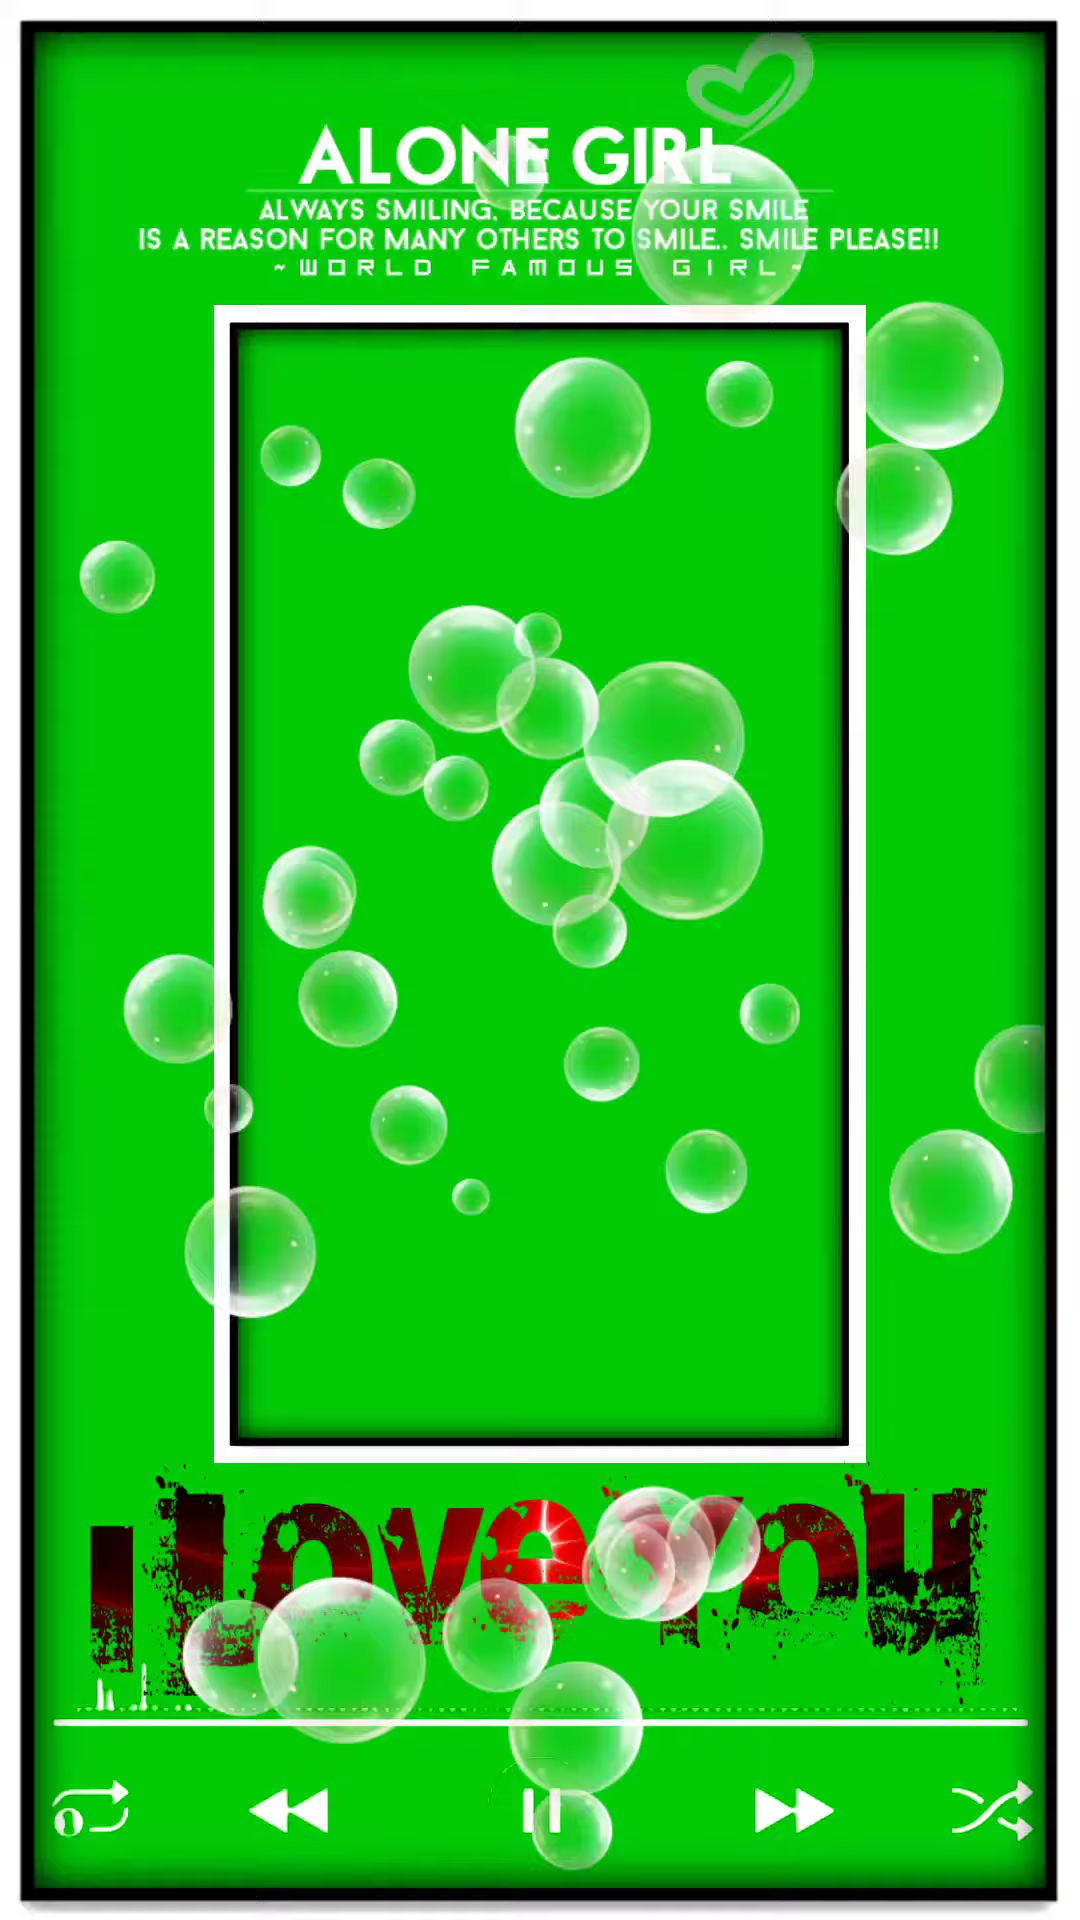 ALONE GIRL
ALWAYS SMILING, BECAUSE YOUR SMILE
IS A REASON FOR MANY OTHERS TO SMILE.. SMILE PLEASE!!
~WORLD FAMOUS GIRL~
i Love you
1